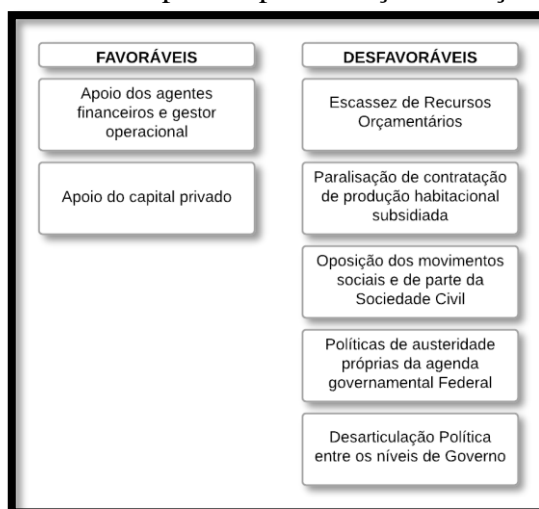 FAVORÁVEIS
Apoio dos agentes
financeiros e gestor
operacional
Apoio do capital privado
DESFAVORÁVEIS
Escassez de Recursos
Orçamentários
Paralisação de contratação
de produção habitacional
subsidiada
Oposição dos movimentos
sociais e de parte da
Sociedade Civil
Políticas de austeridade
próprias da agenda
governamental Federal
Desarticulação Política
entre os níveis de Governo